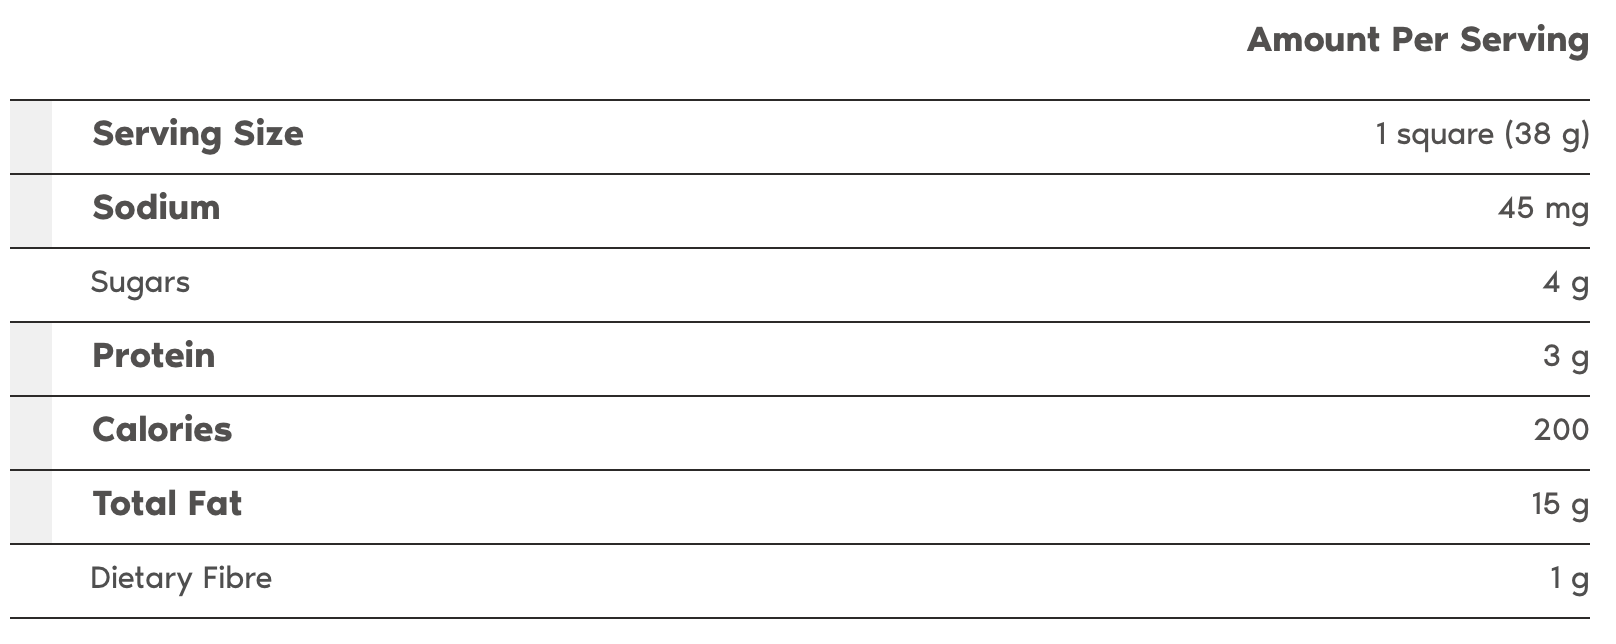 Amount Per Serving
Serving Size 1 square (38 g)
Sodium 45 mg
Sugars 4 g
Protein 3 g
Calories 200
Total Fat 15 g
Dietary Fibre 1 g